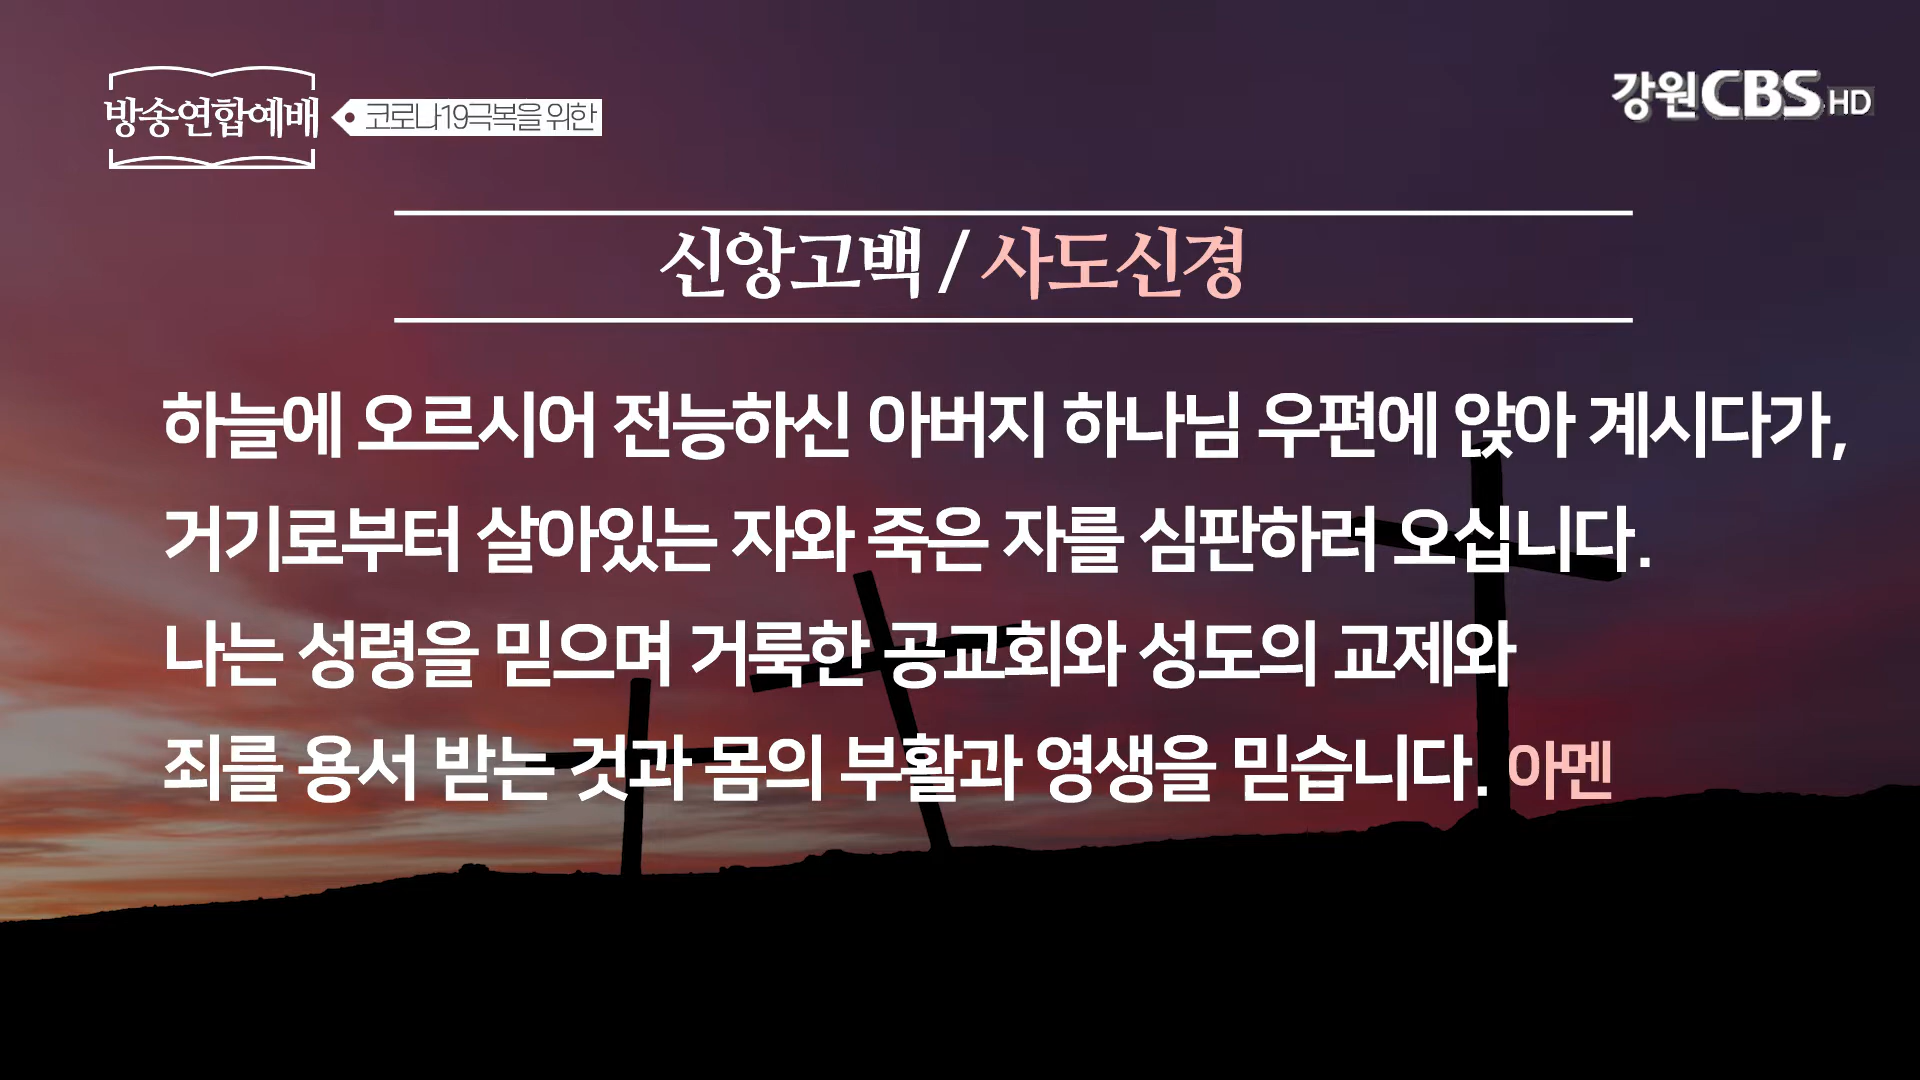 방송연합예배
코로나19극복을 위한
강원CBS HD
신앙고백 / 사도신경
하늘에 오르시어 전능하신 아버지 하나님 우편에 앉아 계시다가,
거기로부터 살아있는 자와 죽은 자를 심판하러 오십니다.
나는 성령을 믿으며 거룩한 공교회와 성도의 교제와
죄를 용서 받는 것과 몸의 부활과 영생을 믿습니다. 아멘